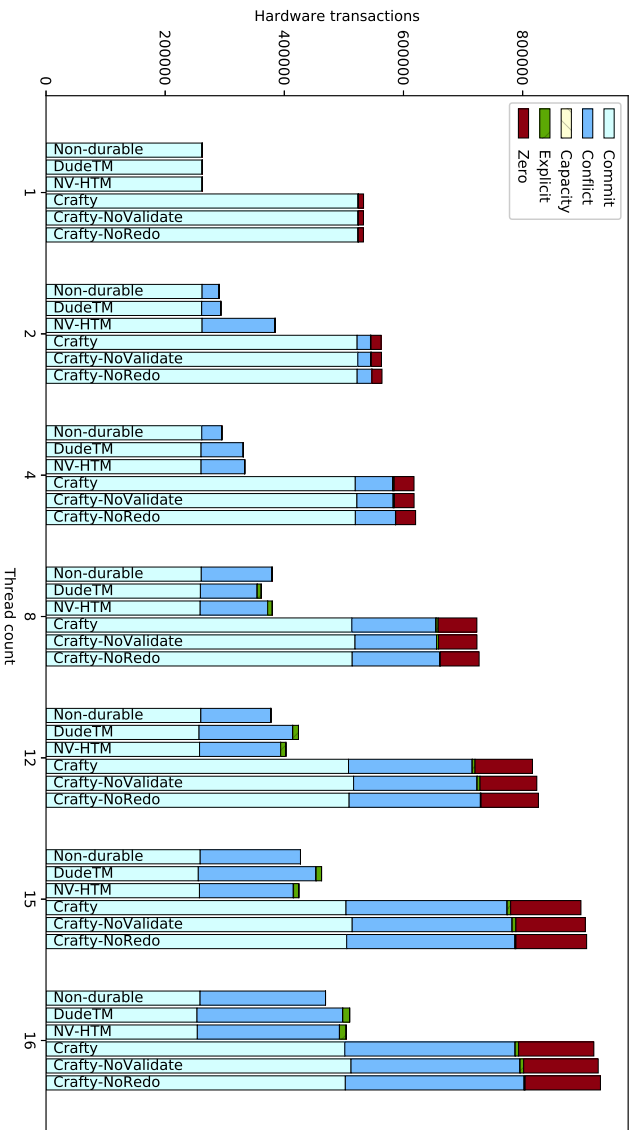 Hardware transactions
0
200000
400000
600000
800000
Commit
Conflict
Capacity
Explicit
Zero
Non-durable
DudeTM
NV-HTM
Crafty
Crafty-NoValidate
Crafty-NoRedo
1
Non-durable
DudeTM
NV-HTM
Crafty
Crafty-NoValidate
Crafty-NoRedo
2
Non-durable
DudeTM
NV-HTM
Crafty
Crafty-NoValidate
Crafty-NoRedo
4
Non-durable
DudeTM
NV-HTM
Crafty
Crafty-NoValidate
Crafty-NoRedo
8
Non-durable
DudeTM
NV-HTM
Crafty
Crafty-NoValidate
Crafty-NoRedo
12
Non-durable
DudeTM
NV-HTM
Crafty
Crafty-NoValidate
Crafty-NoRedo
15
Non-durable
DudeTM
NV-HTM
Crafty
Crafty-NoValidate
Crafty-NoRedo
16
Thread count